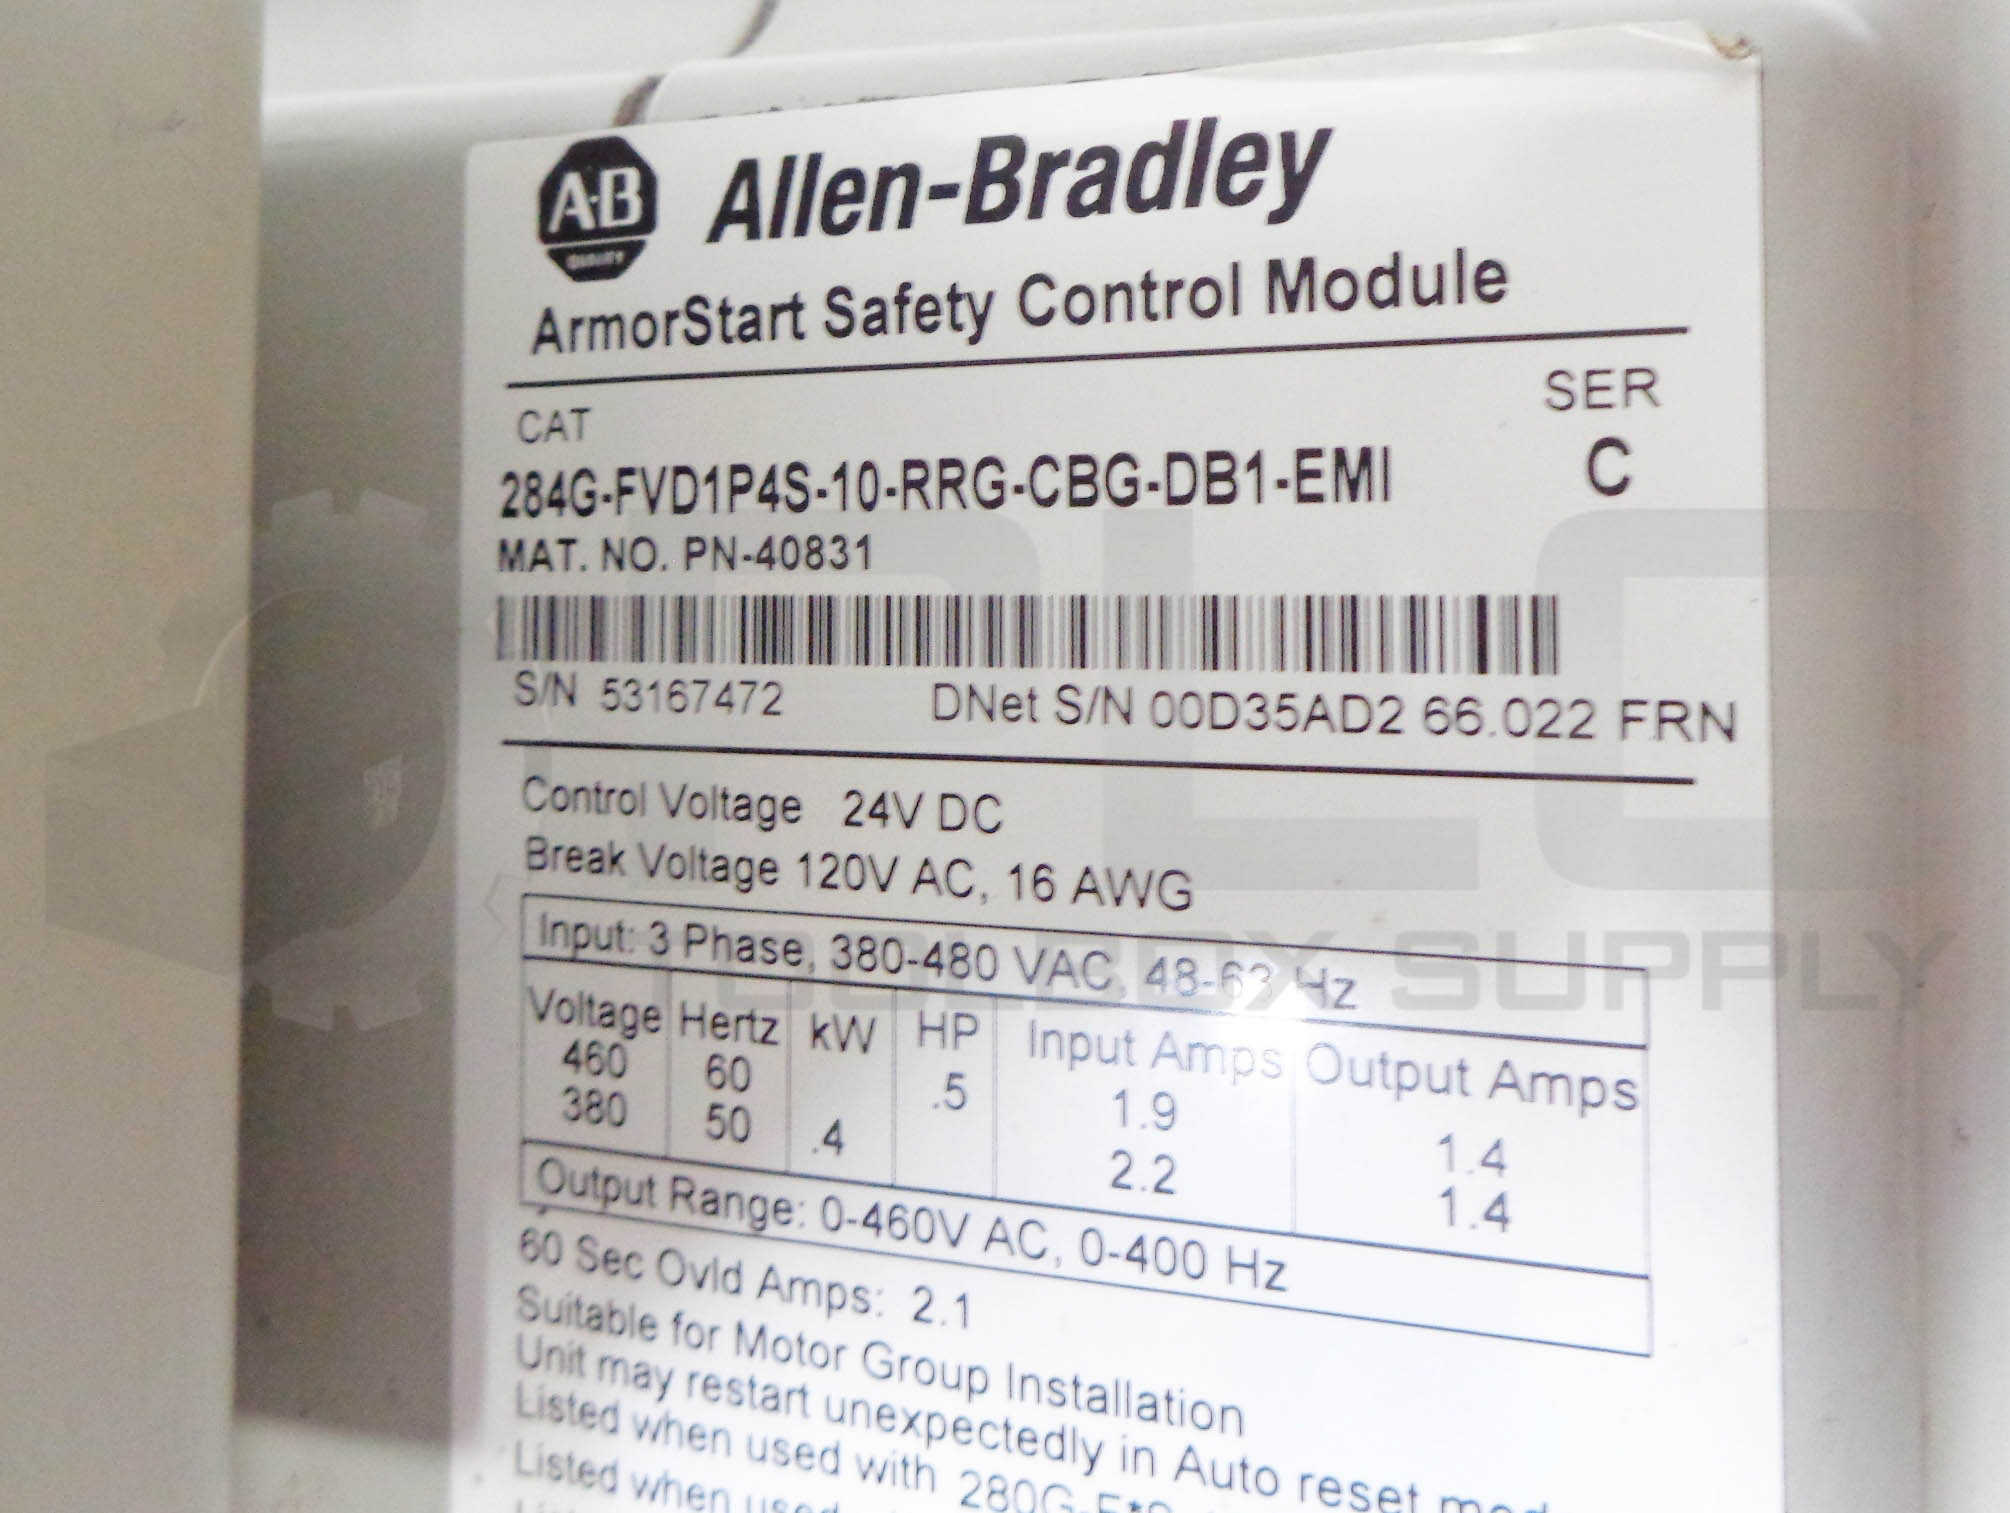 A-B
QUALITY
Allen-Bradley
ArmorStart Safety Control Module
CAT SER
284G-FVD1P4S-10-RRG-CBG-DB1-EMI C
MAT. NO. PN-40831
S/N 53167472 DNet S/N 00D35AD2 66.022 FRN
Control Voltage 24V DC
Break Voltage 120V AC, 16 AWG
Input: 3 Phase, 380-480 VAC, 48-63 Hz
Voltage Hertz kW HP Input Amps Output Amps
460 60 .5 1.9 1.4
380 50 .4 2.2 1.4
Output Range: 0-460V AC, 0-400 Hz
60 Sec Ovld Amps: 2.1
Suitable for Motor Group Installation
Unit may restart unexpectedly in Auto reset
Listed when used with
Listed when used
PLC
TOOLBOX SUPPLY